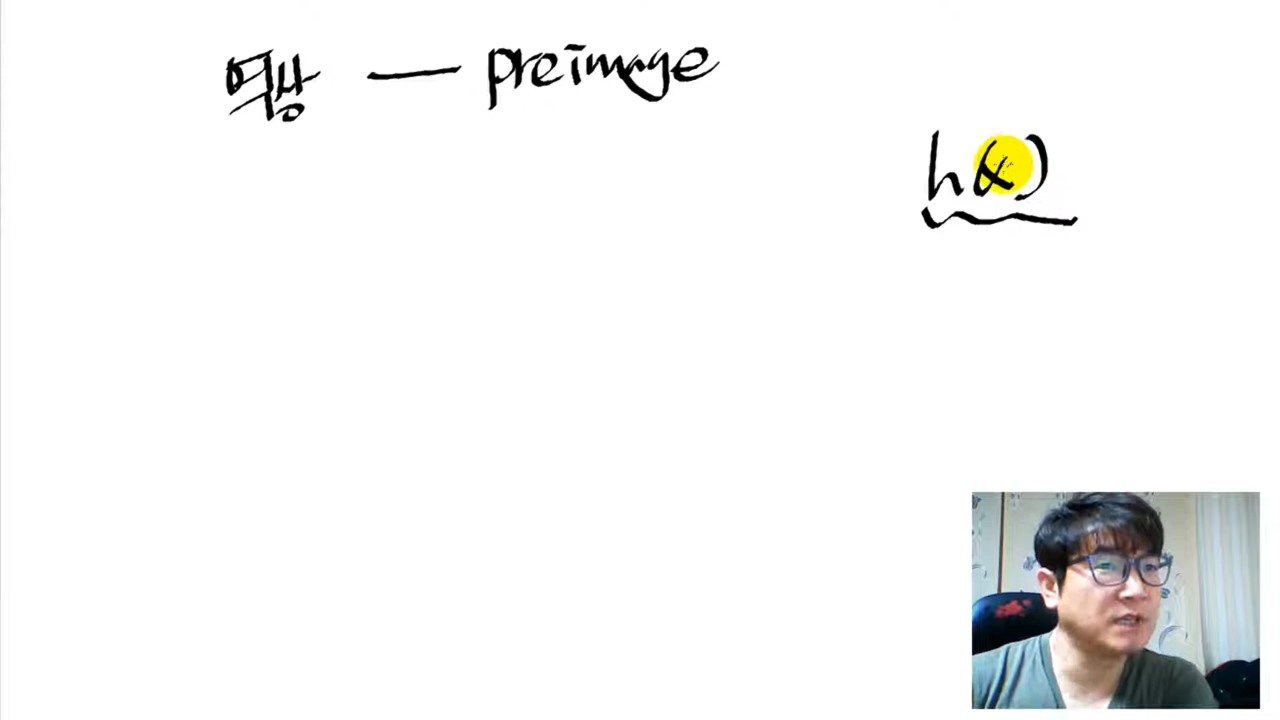 역상 — preimage
h(x)